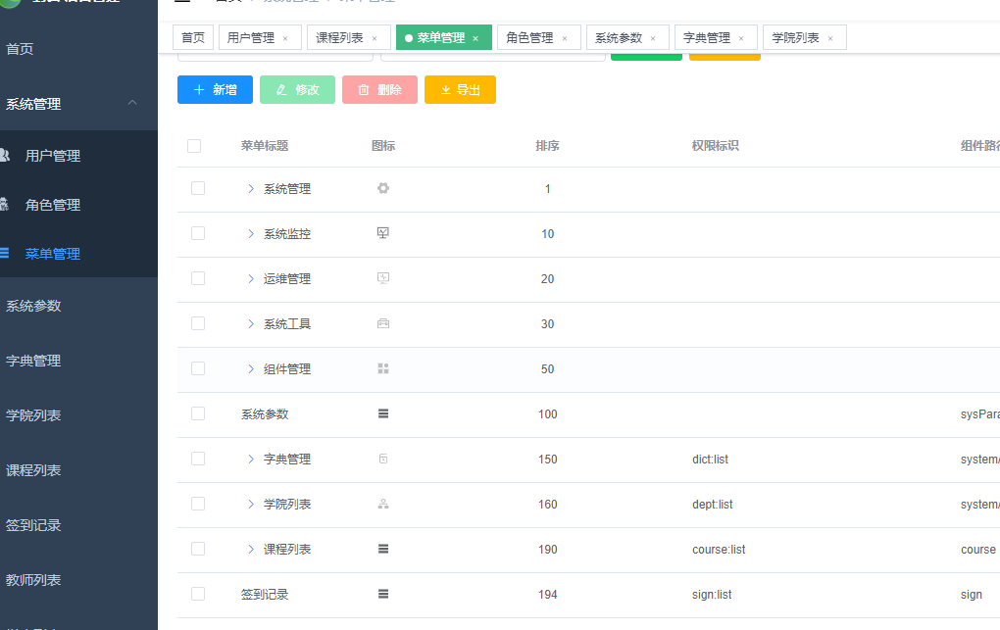 首页
系统管理
用户管理
角色管理
菜单管理
系统参数
字典管理
学院列表
课程列表
签到记录
教师列表
首页 用户管理 × 课程列表 × 菜单管理 × 角色管理 × 系统参数 × 字典管理 × 学院列表 ×
新增 修改 删除 导出
菜单标题 图标 排序 权限标识 组件路径
系统管理 1
系统监控 10
运维管理 20
系统工具 30
组件管理 50
系统参数 100 sysPara
字典管理 150 dict:list system/
学院列表 160 dept:list system/
课程列表 190 course:list course
签到记录 194 sign:list sign